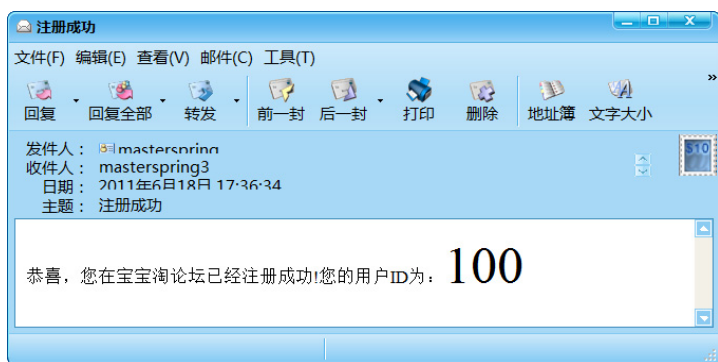 注册成功
文件(F) 编辑(E) 查看(V) 邮件(C) 工具(T)
回复 回复全部 转发 前一封 后一封 打印 删除 地址簿 文字大小 »
发件人： masterspring
收件人： masterspring3
日期： 2011年6月18日 17:36:34
主题： 注册成功
$10
恭喜，您在宝宝淘论坛已经注册成功!您的用户ID为：100